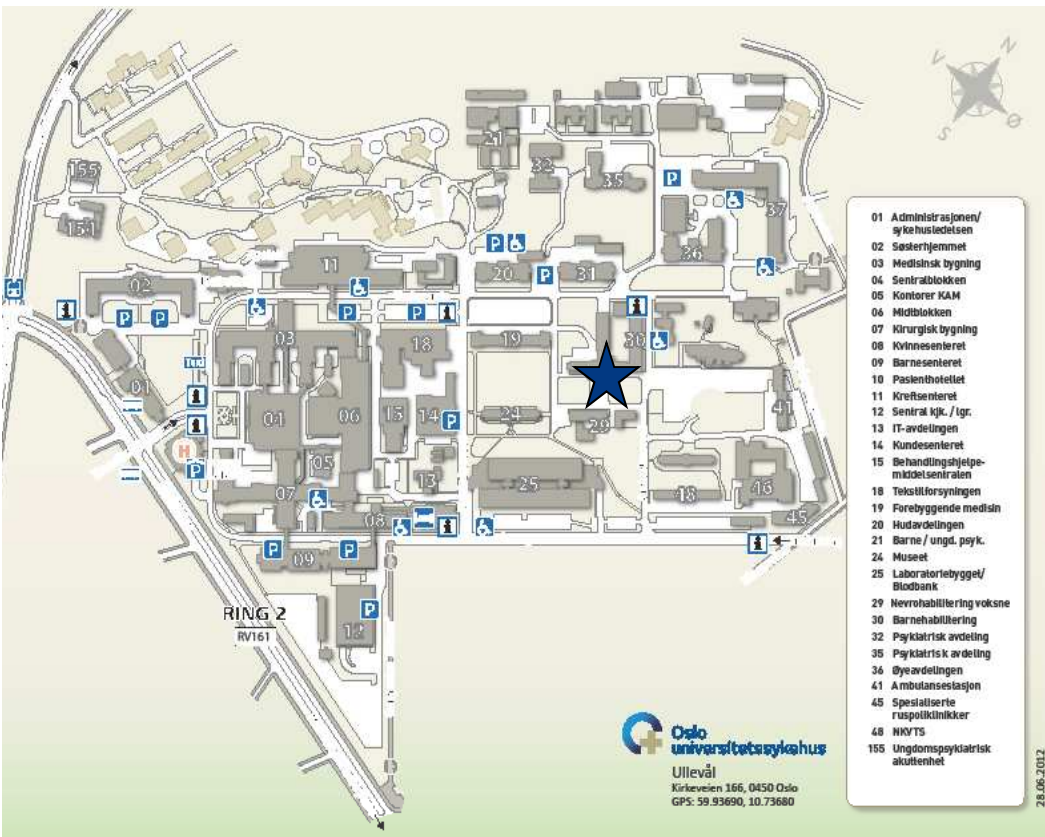 V
N
S
Ø
21
32
35
155
151
37
36
P
11
P
20
P
31
02
P
P
P
P
03
18
19
30
01
04
06
15
14
P
24
29
41
H
P
05
13
25
48
46
07
08
45
P
P
09
12
P
RING 2
RV161
01 Administrasjonen/
sykehusledelsen
02 Søsterhjemmet
03 Medisinsk bygning
04 Sentralblokken
05 Kontorer KAM
06 Midtblokken
07 Kirurgisk bygning
08 Kvinnesenteret
09 Barnesenteret
10 Pasienthotellet
11 Kreftsenteret
12 Sentral kjk. / lgr.
13 IT-avdelingen
14 Kundesenteret
15 Behandlingshjelpe-
middelsentralen
18 Tekstilforsyningen
19 Forebyggende medisin
20 Hudavdelingen
21 Barne / ungd. psyk.
24 Museet
25 Laboratoriebygget/
Blodbank
29 Nevrohabilitering voksne
30 Barnehabilitering
32 Psykiatrisk avdeling
35 Psykiatrisk avdeling
36 Øyeavdelingen
41 Ambulansestasjon
45 Spesialiserte
ruspoliklinikker
48 NKVTS
155 Ungdomspsykiatrisk
akuttenhet
Oslo
universitetssykehus
Ullevål
Kirkeveien 166, 0450 Oslo
GPS: 59.93690, 10.73680
28.06.2012